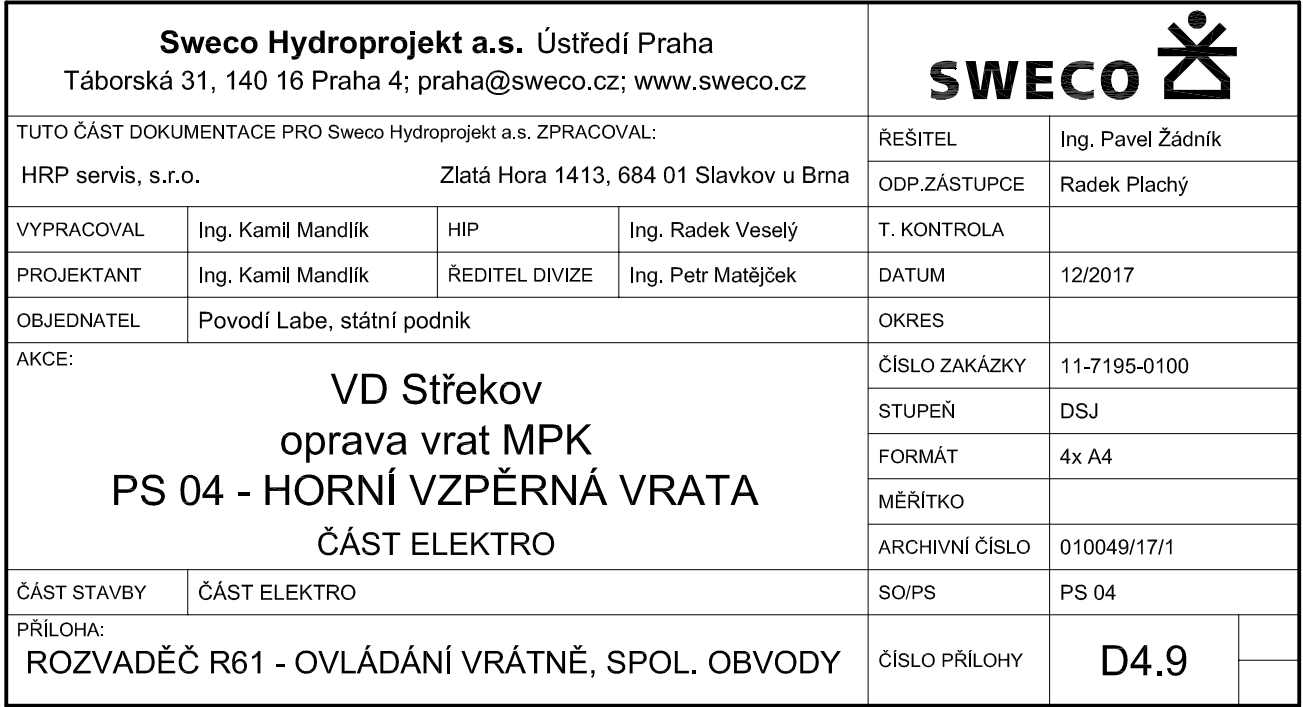 Sweco Hydroprojekt a.s. Ústředí Praha
Táborská 31, 140 16 Praha 4; praha@sweco.cz; www.sweco.cz
SWECO
TUTO ČÁST DOKUMENTACE PRO Sweco Hydroprojekt a.s. ZPRACOVAL:
HRP servis, s.r.o. Zlatá Hora 1413, 684 01 Slavkov u Brna
ŘEŠITEL Ing. Pavel Žádník
ODP.ZÁSTUPCE Radek Plachý
VYPRACOVAL Ing. Kamil Mandlík HIP Ing. Radek Veselý T. KONTROLA
PROJEKTANT Ing. Kamil Mandlík ŘEDITEL DIVIZE Ing. Petr Matějček DATUM 12/2017
OBJEDNATEL Povodí Labe, státní podnik OKRES
AKCE:
VD Střekov
oprava vrat MPK
PS 04 - HORNÍ VZPĚRNÁ VRATA
ČÁST ELEKTRO
ČÍSLO ZAKÁZKY 11-7195-0100
STUPEŇ DSJ
FORMÁT 4x A4
MĚŘÍTKO
ARCHIVNÍ ČÍSLO 010049/17/1
ČÁST STAVBY ČÁST ELEKTRO SO/PS PS 04
PŘÍLOHA:
ROZVADĚČ R61 - OVLÁDÁNÍ VRÁTNĚ, SPOL. OBVODY
ČÍSLO PŘÍLOHY D4.9